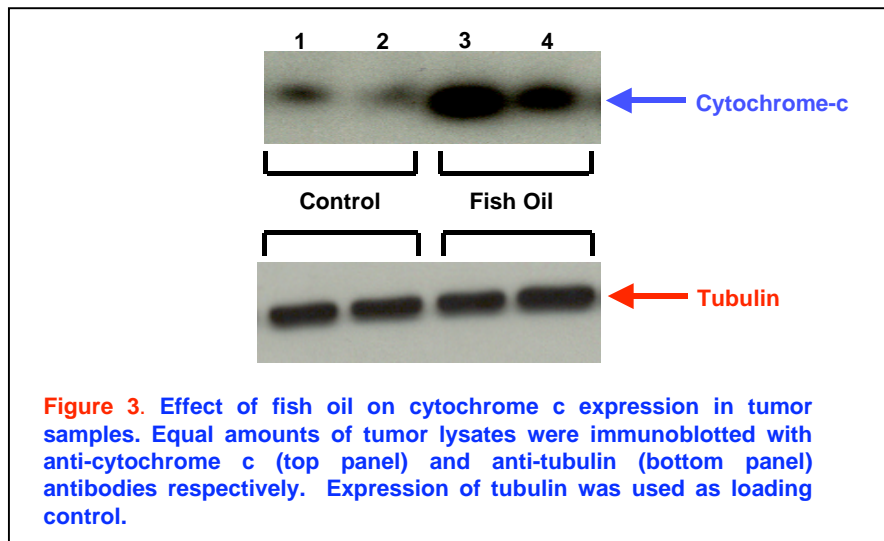 1 2 3 4
Cytochrome-c
Control Fish Oil
Tubulin
Figure 3. Effect of fish oil on cytochrome c expression in tumor
samples. Equal amounts of tumor lysates were immunoblotted with
anti-cytochrome c (top panel) and anti-tubulin (bottom panel)
antibodies respectively. Expression of tubulin was used as loading
control.